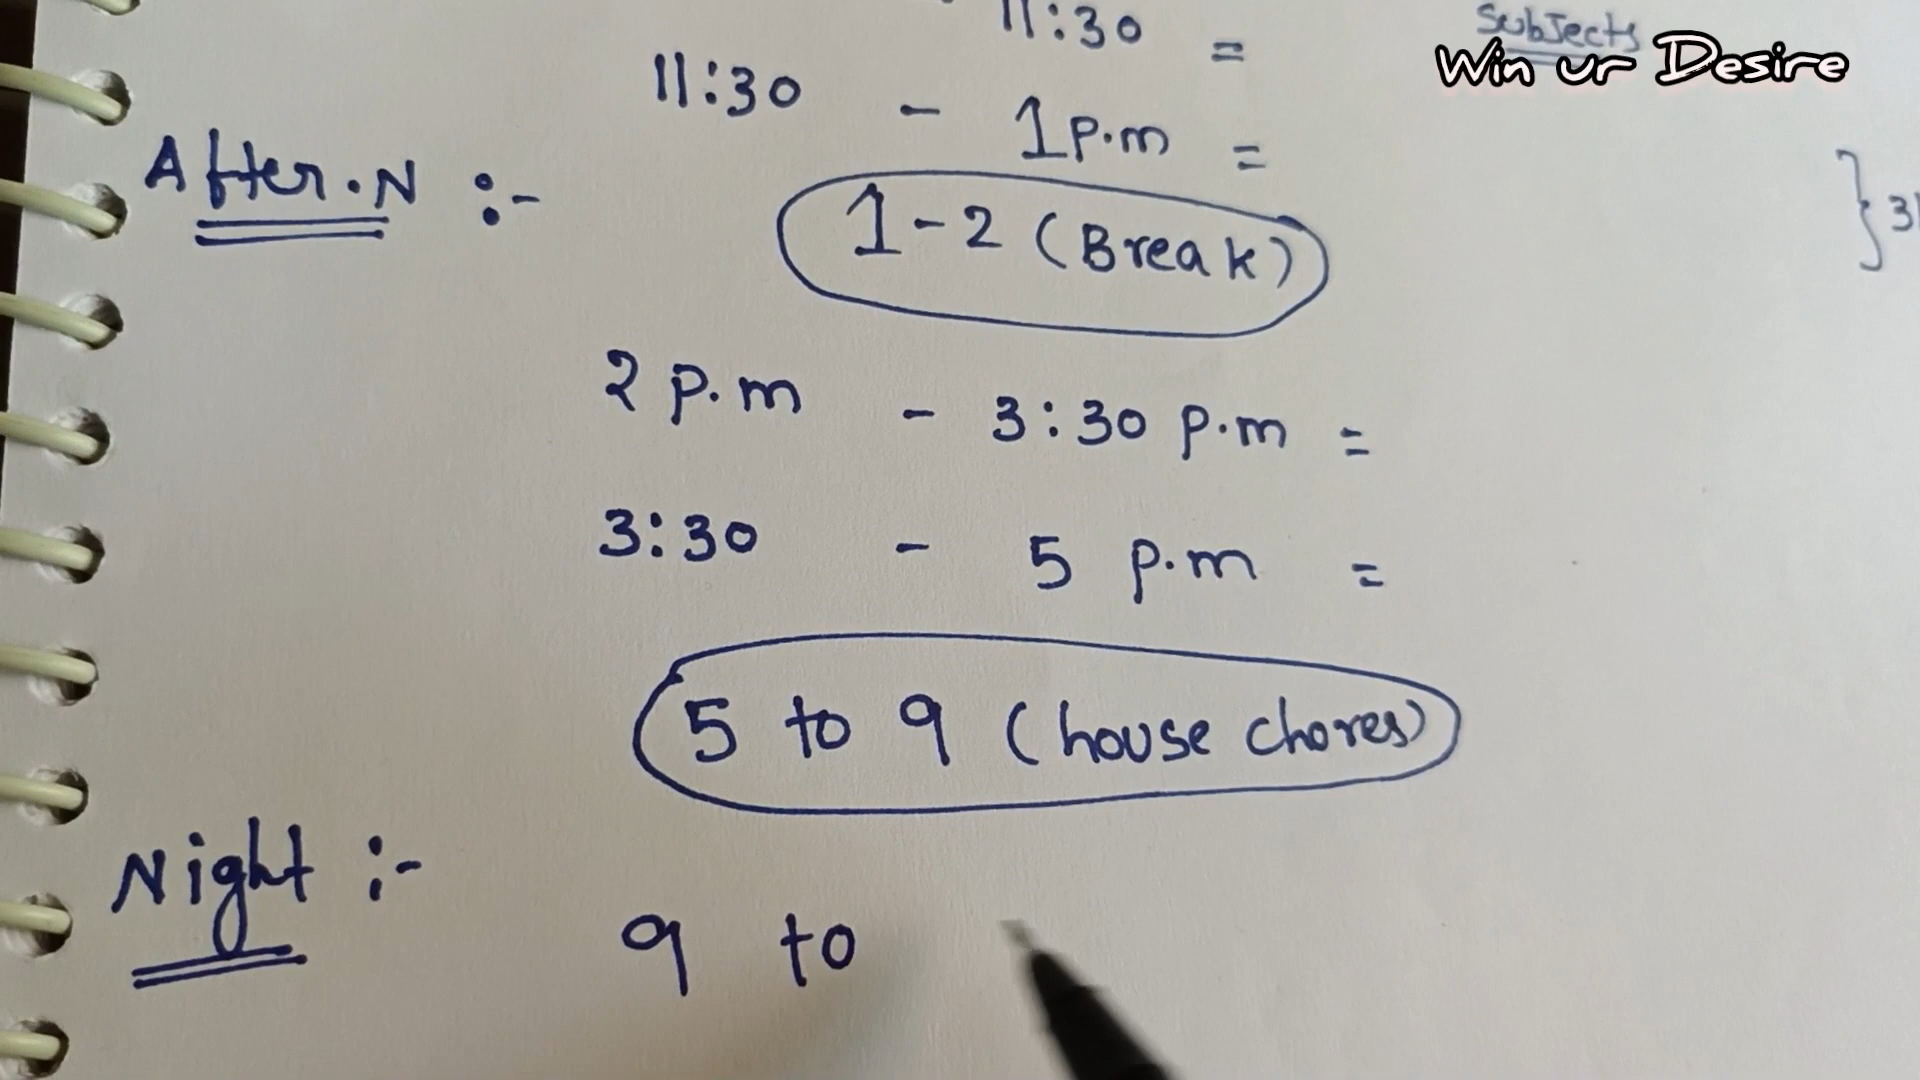 11:30 =
Subjects
Win ur Desire
11:30 - 1 p.m =
After.N :-
1-2 (Break)
2 p.m - 3:30 p.m =
3:30 - 5 p.m =
5 to 9 (house chores)
Night :-
9 to